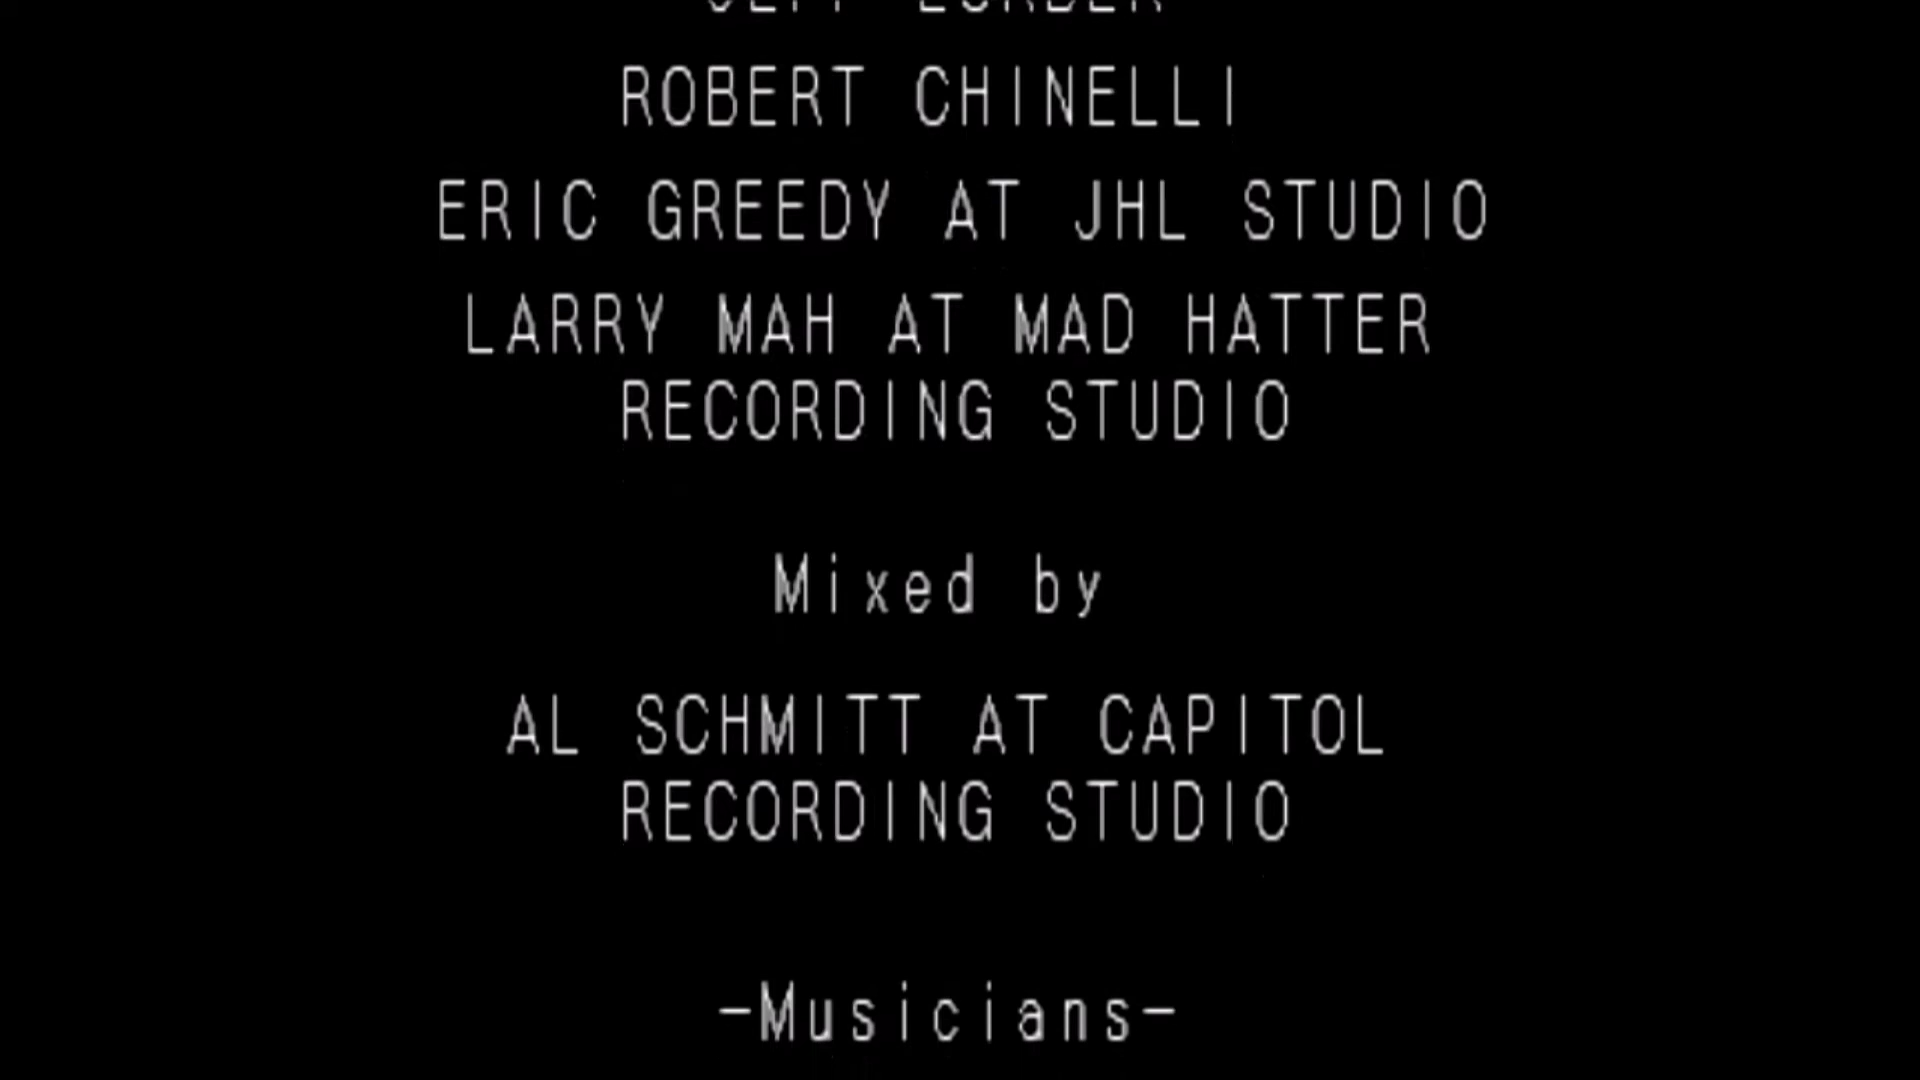 ROBERT CHINELLI
ERIC GREEDY AT JHL STUDIO
LARRY MAH AT MAD HATTER
RECORDING STUDIO
Mixed by
AL SCHMITT AT CAPITOL
RECORDING STUDIO
-Musicians-